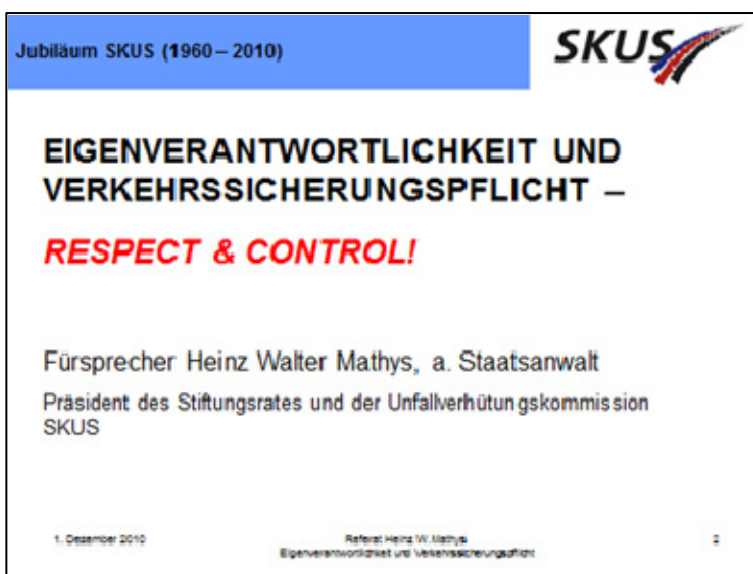 Jubiläum SKUS (1960 – 2010)
SKUS
EIGENVERANTWORTLICHKEIT UND
VERKEHRSSICHERUNGSPFLICHT –
RESPECT & CONTROL!
Fürsprecher Heinz Walter Mathys, a. Staatsanwalt
Präsident des Stiftungsrates und der Unfallverhütungskommission
SKUS
1. Dezember 2010
Referat Heinz W. Mathys
Eigenverantwortlichkeit und Verkehrssicherungspflicht
2